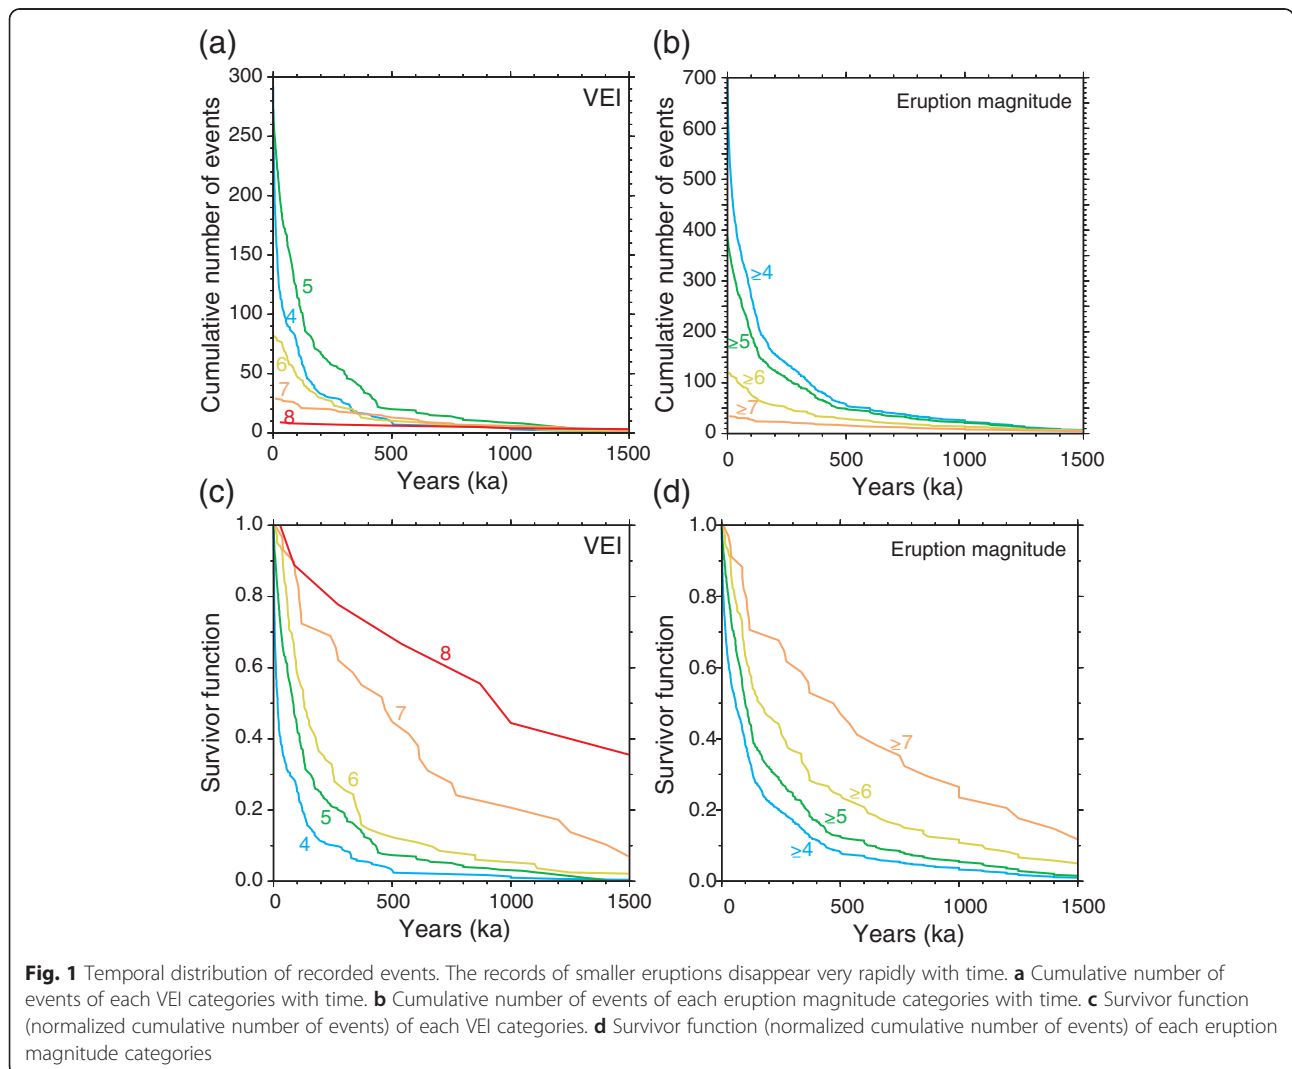 (a)
VEI
300
250
200
150
100
50
0
Cumulative number of events
5
4
6
7
8
0 500 1000 1500
Years (ka)
(b)
Eruption magnitude
700
600
500
400
300
200
100
0
Cumulative number of events
≥4
≥5
≥6
≥7
0 500 1000 1500
Years (ka)
(c)
VEI
1.0
0.8
0.6
0.4
0.2
0.0
Survivor function
8
7
6
5
4
0 500 1000 1500
Years (ka)
(d)
Eruption magnitude
1.0
0.8
0.6
0.4
0.2
0.0
Survivor function
≥7
≥6
≥5
≥4
0 500 1000 1500
Years (ka)
Fig. 1 Temporal distribution of recorded events. The records of smaller eruptions disappear very rapidly with time. a Cumulative number of
events of each VEI categories with time. b Cumulative number of events of each eruption magnitude categories with time. c Survivor function
(normalized cumulative number of events) of each VEI categories. d Survivor function (normalized cumulative number of events) of each eruption
magnitude categories